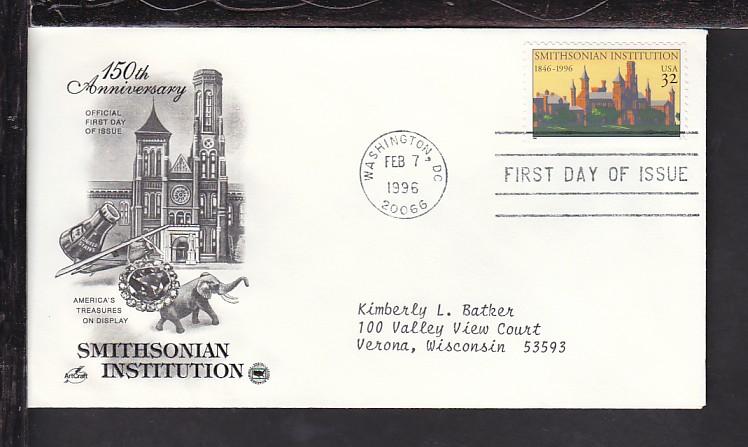 150th
Anniversary
OFFICIAL
FIRST DAY
OF ISSUE
UNITED
STATES
AMERICA'S
TREASURES
ON DISPLAY
SMITHSONIAN
INSTITUTION
ArtCraft
SMITHSONIAN INSTITUTION
1846-1996
USA
32
WASHINGTON, DC
FEB 7
1996
20066
FIRST DAY OF ISSUE
Kimberly L. Batker
100 Valley View Court
Verona, Wisconsin 53593